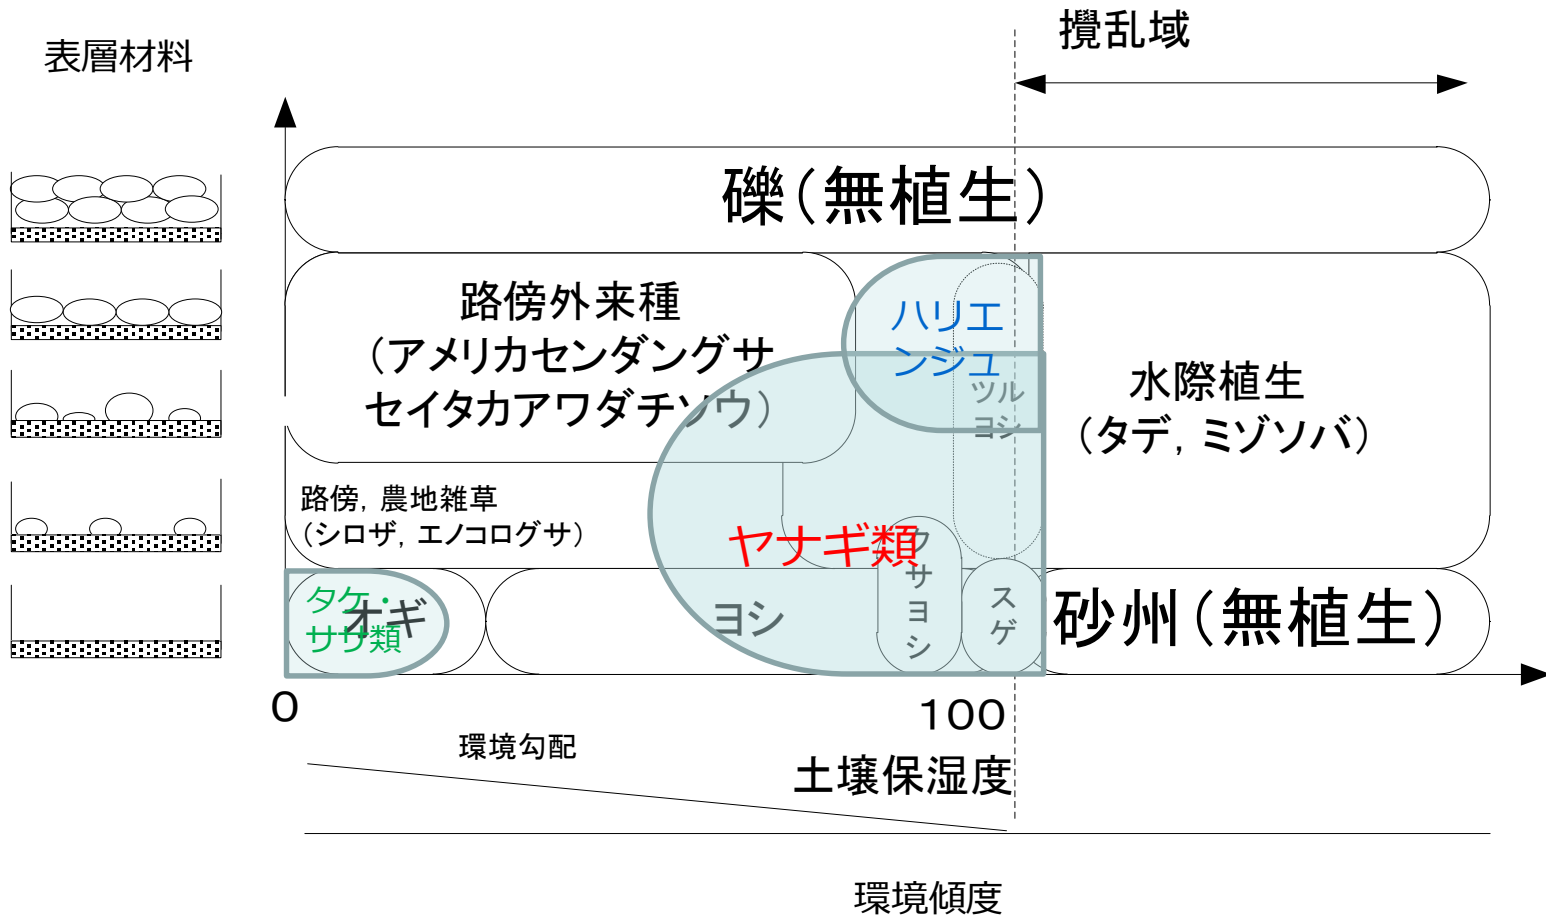 攪乱域
表層材料
礫（無植生）
路傍外来種
（アメリカセンダングサ
セイタカアワダチソウ）
ハリエ
ンジュ
ツル
ヨシ
水際植生
（タデ，ミゾソバ）
路傍，農地雑草
（シロザ，エノコログサ）
ヤナギ類
クサヨシ
スゲ
タケ・
ササ類
オギ
ヨシ
砂州（無植生）
0
100
環境勾配
土壌保湿度
環境傾度